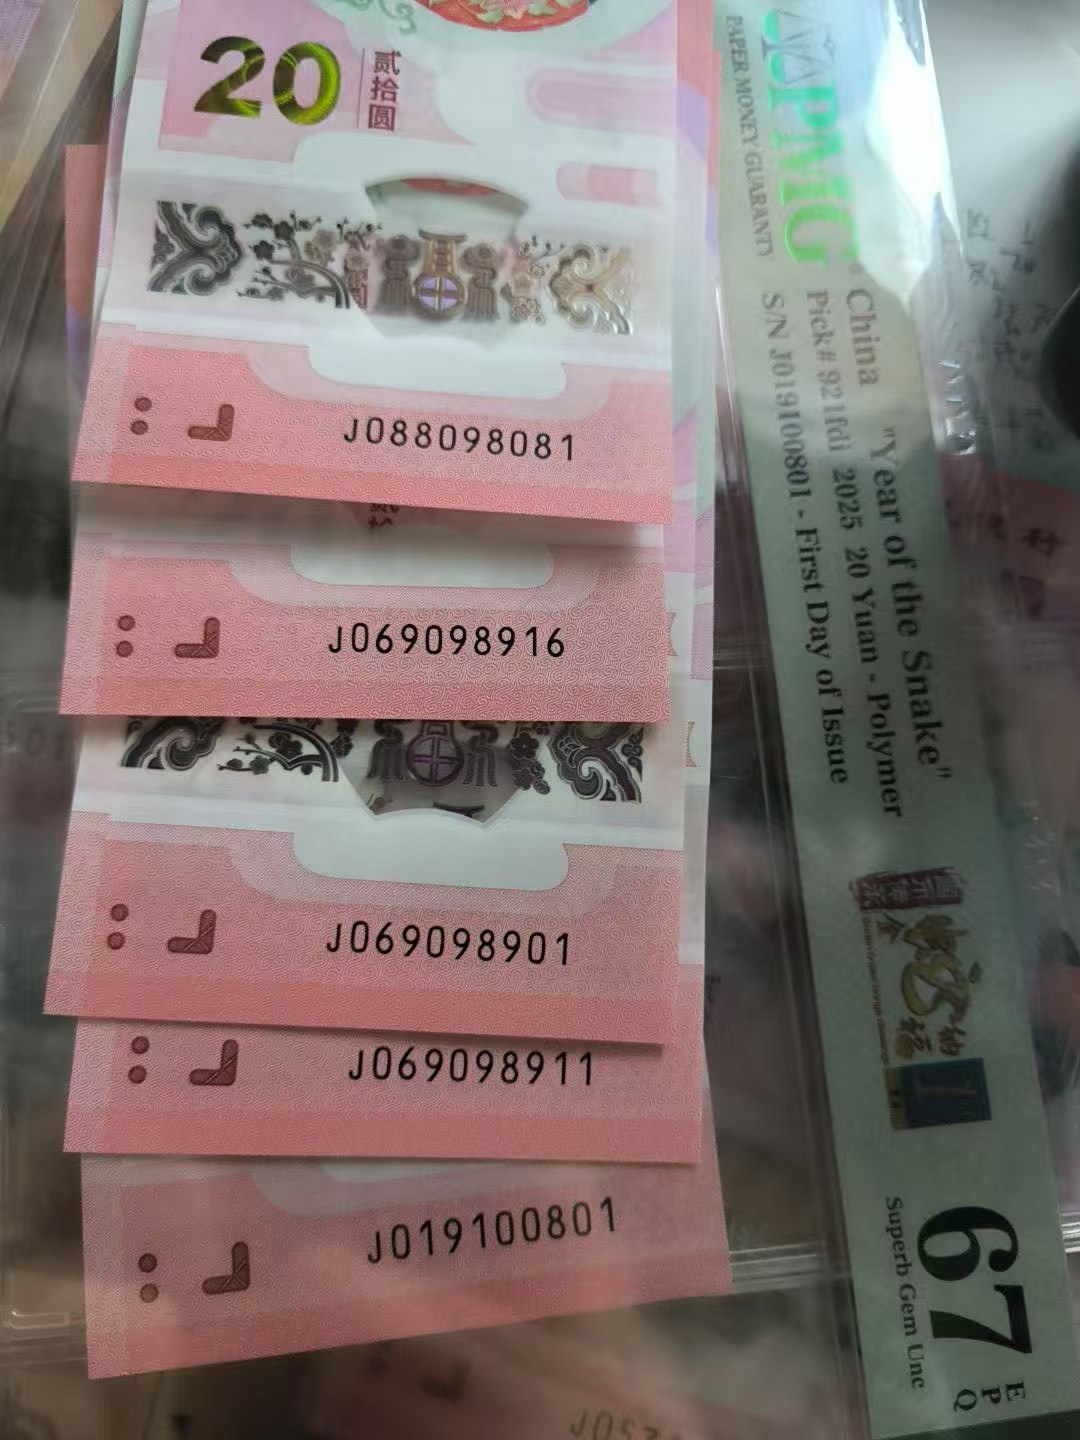 20
贰拾圆
J088098081
J069098916
J069098901
J069098911
J019100801
PMG
PAPER MONEY GUARANTY
China "Year of the Snake"
Pick# 921fdi 2025 20 Yuan - Polymer
S/N J019100801 - First Day of Issue
67 EPQ
Superb Gem Unc